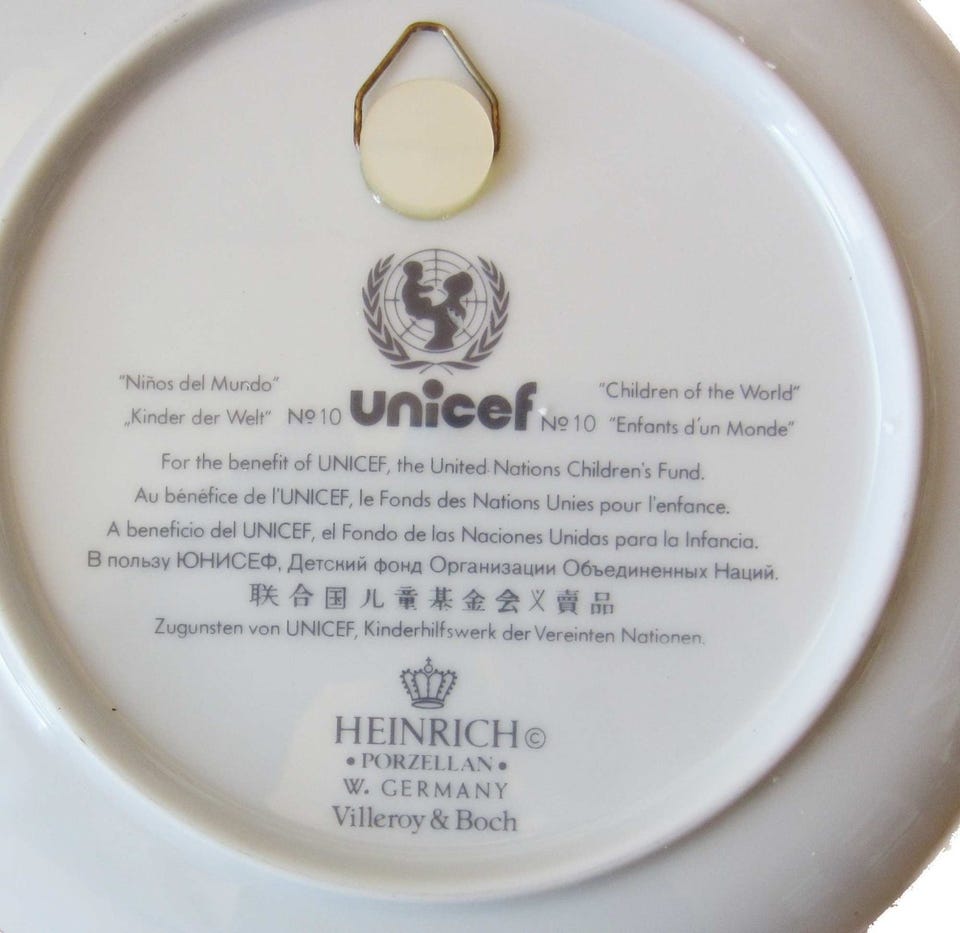 "Niños del Mundo"
„Kinder der Welt" Nº 10
unicef
"Children of the World"
Nº 10 "Enfants d'un Monde"
For the benefit of UNICEF, the United Nations Children's Fund.
Au bénéfice de l'UNICEF, le Fonds des Nations Unies pour l'enfance.
A beneficio del UNICEF, el Fondo de las Naciones Unidas para la Infancia.
В пользу ЮНИСЕФ, Детский фонд Организации Объединенных Наций.
联合国儿童基金会义賣品
Zugunsten von UNICEF, Kinderhilfswerk der Vereinten Nationen.
HEINRICH©
• PORZELLAN •
W. GERMANY
Villeroy & Boch